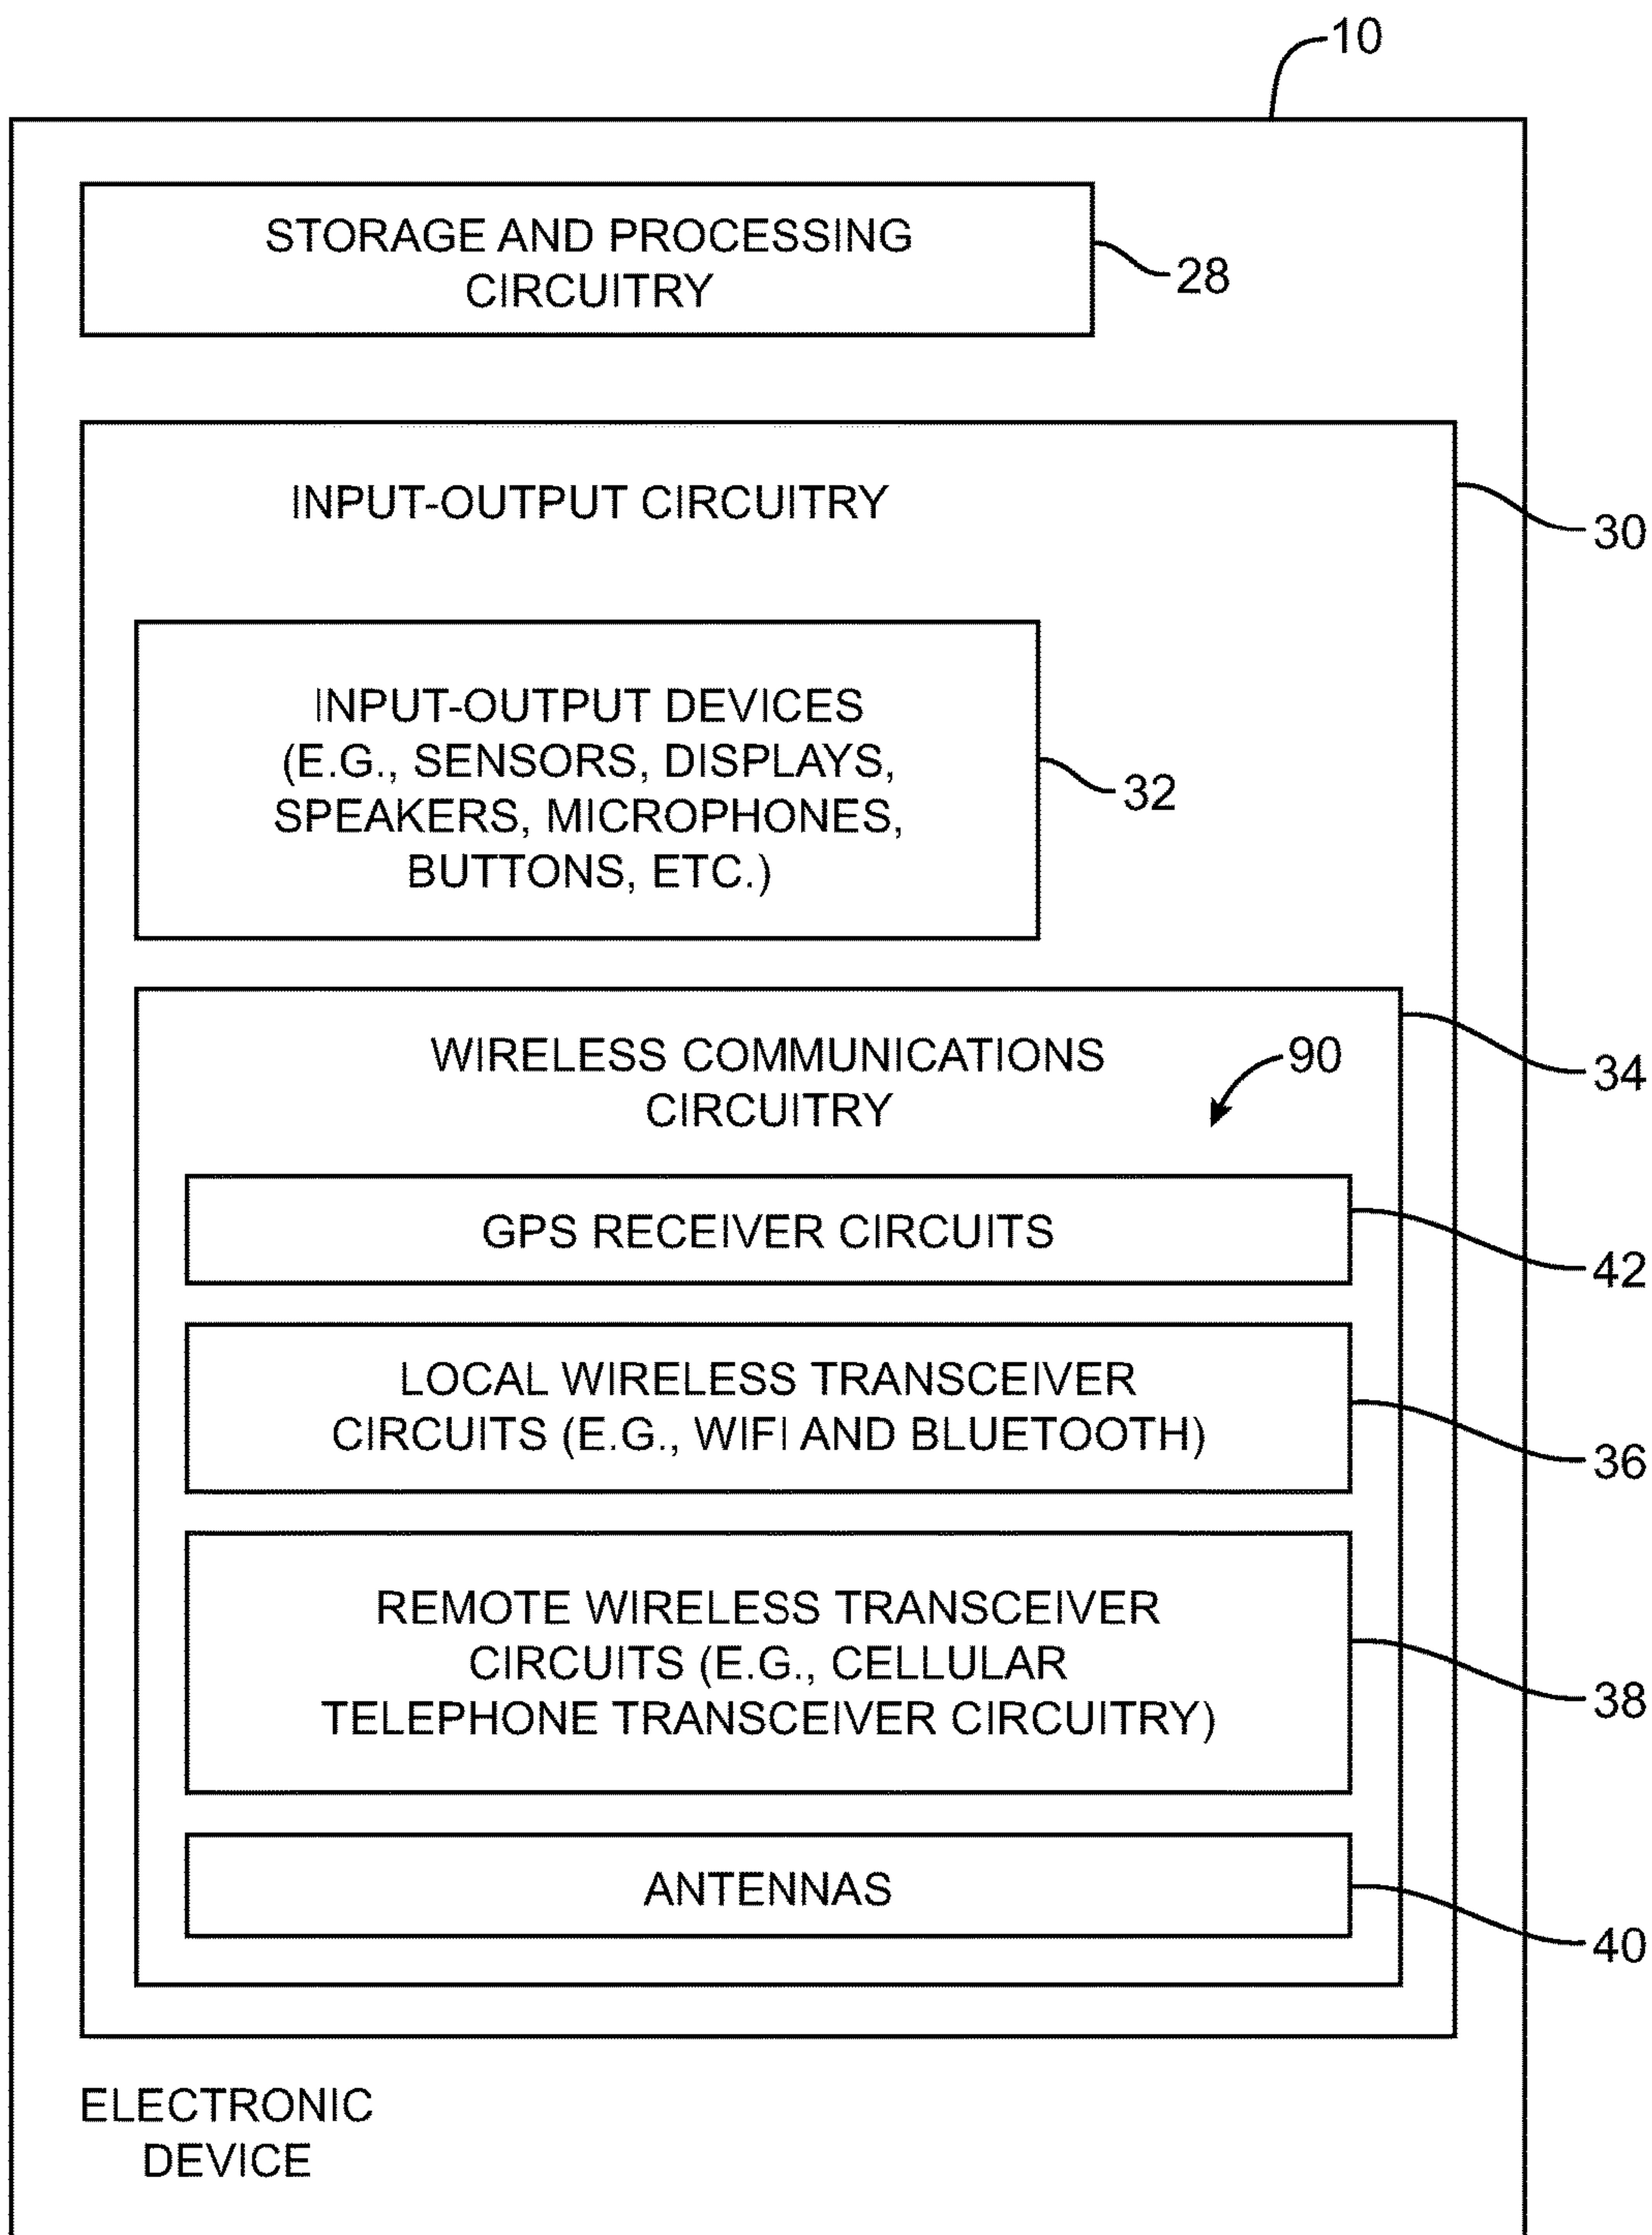 10
STORAGE AND PROCESSING
CIRCUITRY
28
INPUT-OUTPUT CIRCUITRY
30
INPUT-OUTPUT DEVICES
(E.G., SENSORS, DISPLAYS,
SPEAKERS, MICROPHONES,
BUTTONS, ETC.)
32
WIRELESS COMMUNICATIONS
CIRCUITRY
90
34
GPS RECEIVER CIRCUITS
42
LOCAL WIRELESS TRANSCEIVER
CIRCUITS (E.G., WIFI AND BLUETOOTH)
36
REMOTE WIRELESS TRANSCEIVER
CIRCUITS (E.G., CELLULAR
TELEPHONE TRANSCEIVER CIRCUITRY)
38
ANTENNAS
40
ELECTRONIC
DEVICE